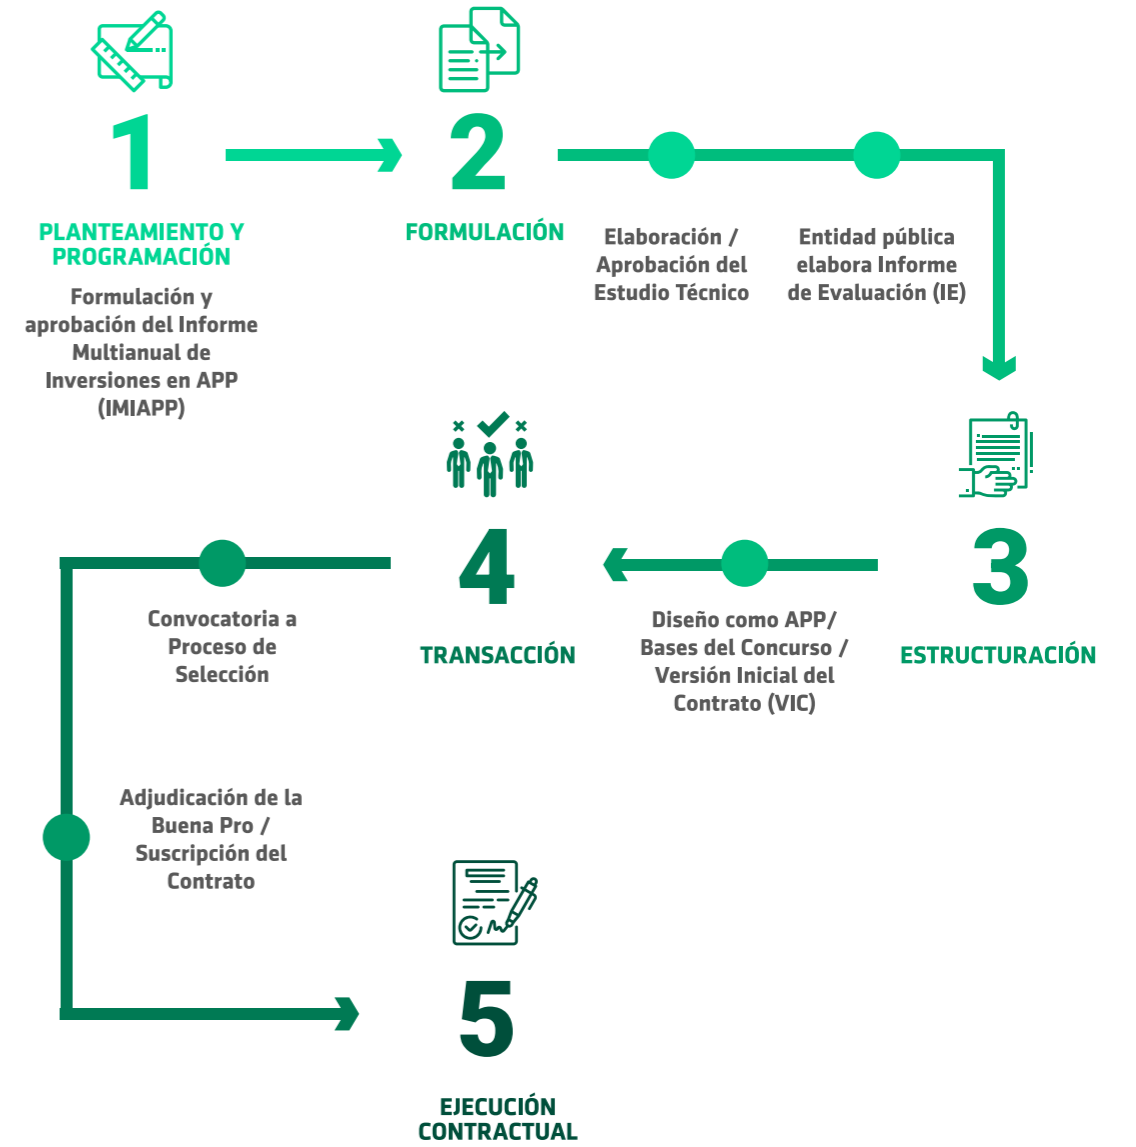 1
PLANTEAMIENTO Y
PROGRAMACIÓN
Formulación y
aprobación del Informe
Multianual de
Inversiones en APP
(IMIAPP)
2
FORMULACIÓN
Elaboración /
Aprobación del
Estudio Técnico
Entidad pública
elabora Informe
de Evaluación (IE)
3
ESTRUCTURACIÓN
Diseño como APP/
Bases del Concurso /
Versión Inicial del
Contrato (VIC)
4
TRANSACCIÓN
Convocatoria a
Proceso de
Selección
Adjudicación de la
Buena Pro /
Suscripción del
Contrato
5
EJECUCIÓN
CONTRACTUAL